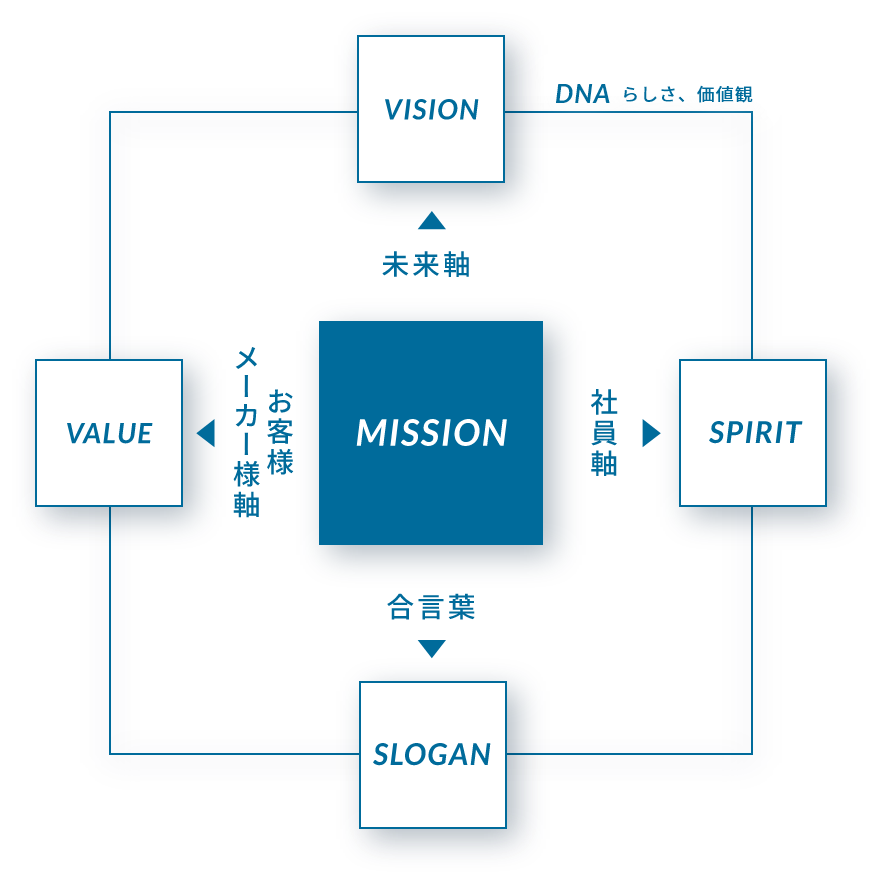 VISION
DNA らしさ、価値観
未来軸
VALUE
お客様
メーカー様軸
MISSION
社員軸
SPIRIT
合言葉
SLOGAN